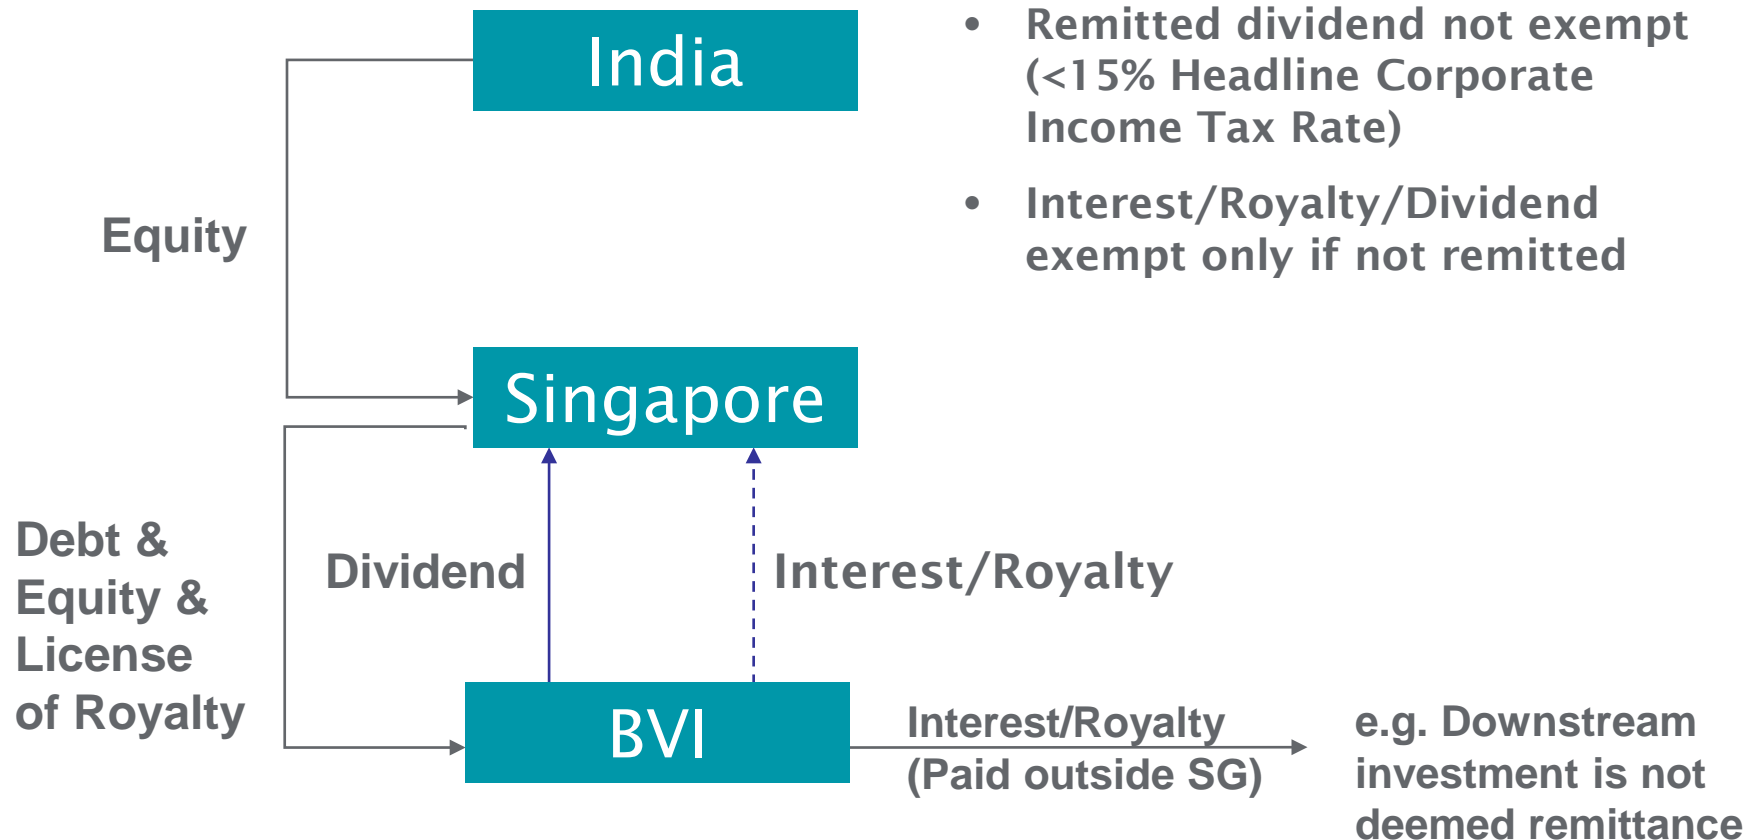 India
• Remitted dividend not exempt
(<15% Headline Corporate
Income Tax Rate)
• Interest/Royalty/Dividend
exempt only if not remitted
Equity
Singapore
Debt &
Equity &
License
of Royalty
Dividend
Interest/Royalty
BVI
Interest/Royalty
(Paid outside SG)
e.g. Downstream
investment is not
deemed remittance